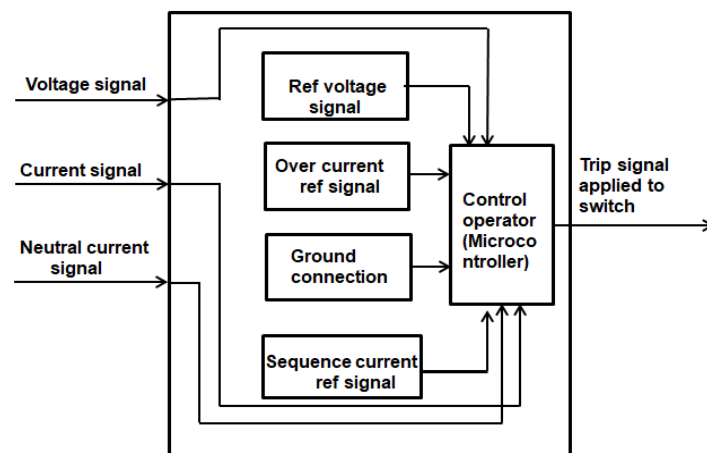 Voltage signal
Ref voltage
signal
Current signal
Over current
ref signal
Trip signal
applied to
switch
Control
operator
(Microco
ntroller)
Neutral current
signal
Ground
connection
Sequence current
ref signal